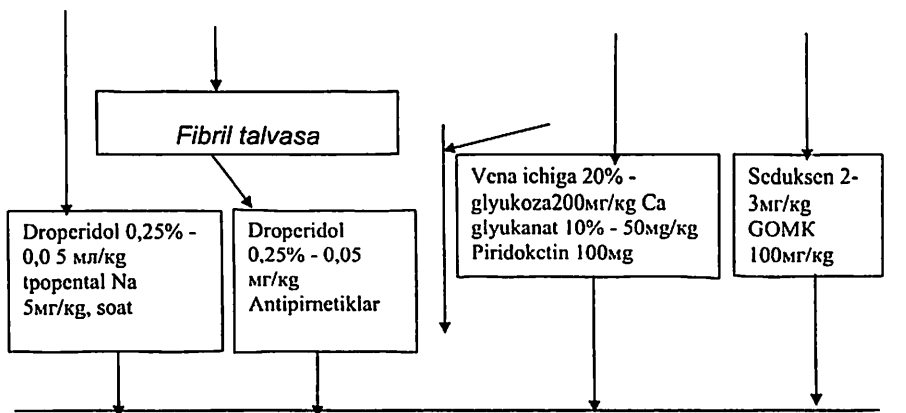 Fibril talvasa
Droperidol 0,25% -
0,0 5 мл/kg
tpopental Na
5мг/кg, soat
Droperidol
0,25% - 0,05
мг/kg
Antipirnetiklar
Vena ichiga 20% -
glyukoza200мг/kg Ca
glyukanat 10% - 50мg/кg
Piridoketin 100мg
Seduksen 2-
3мг/kg
GOMK
100мг/kg